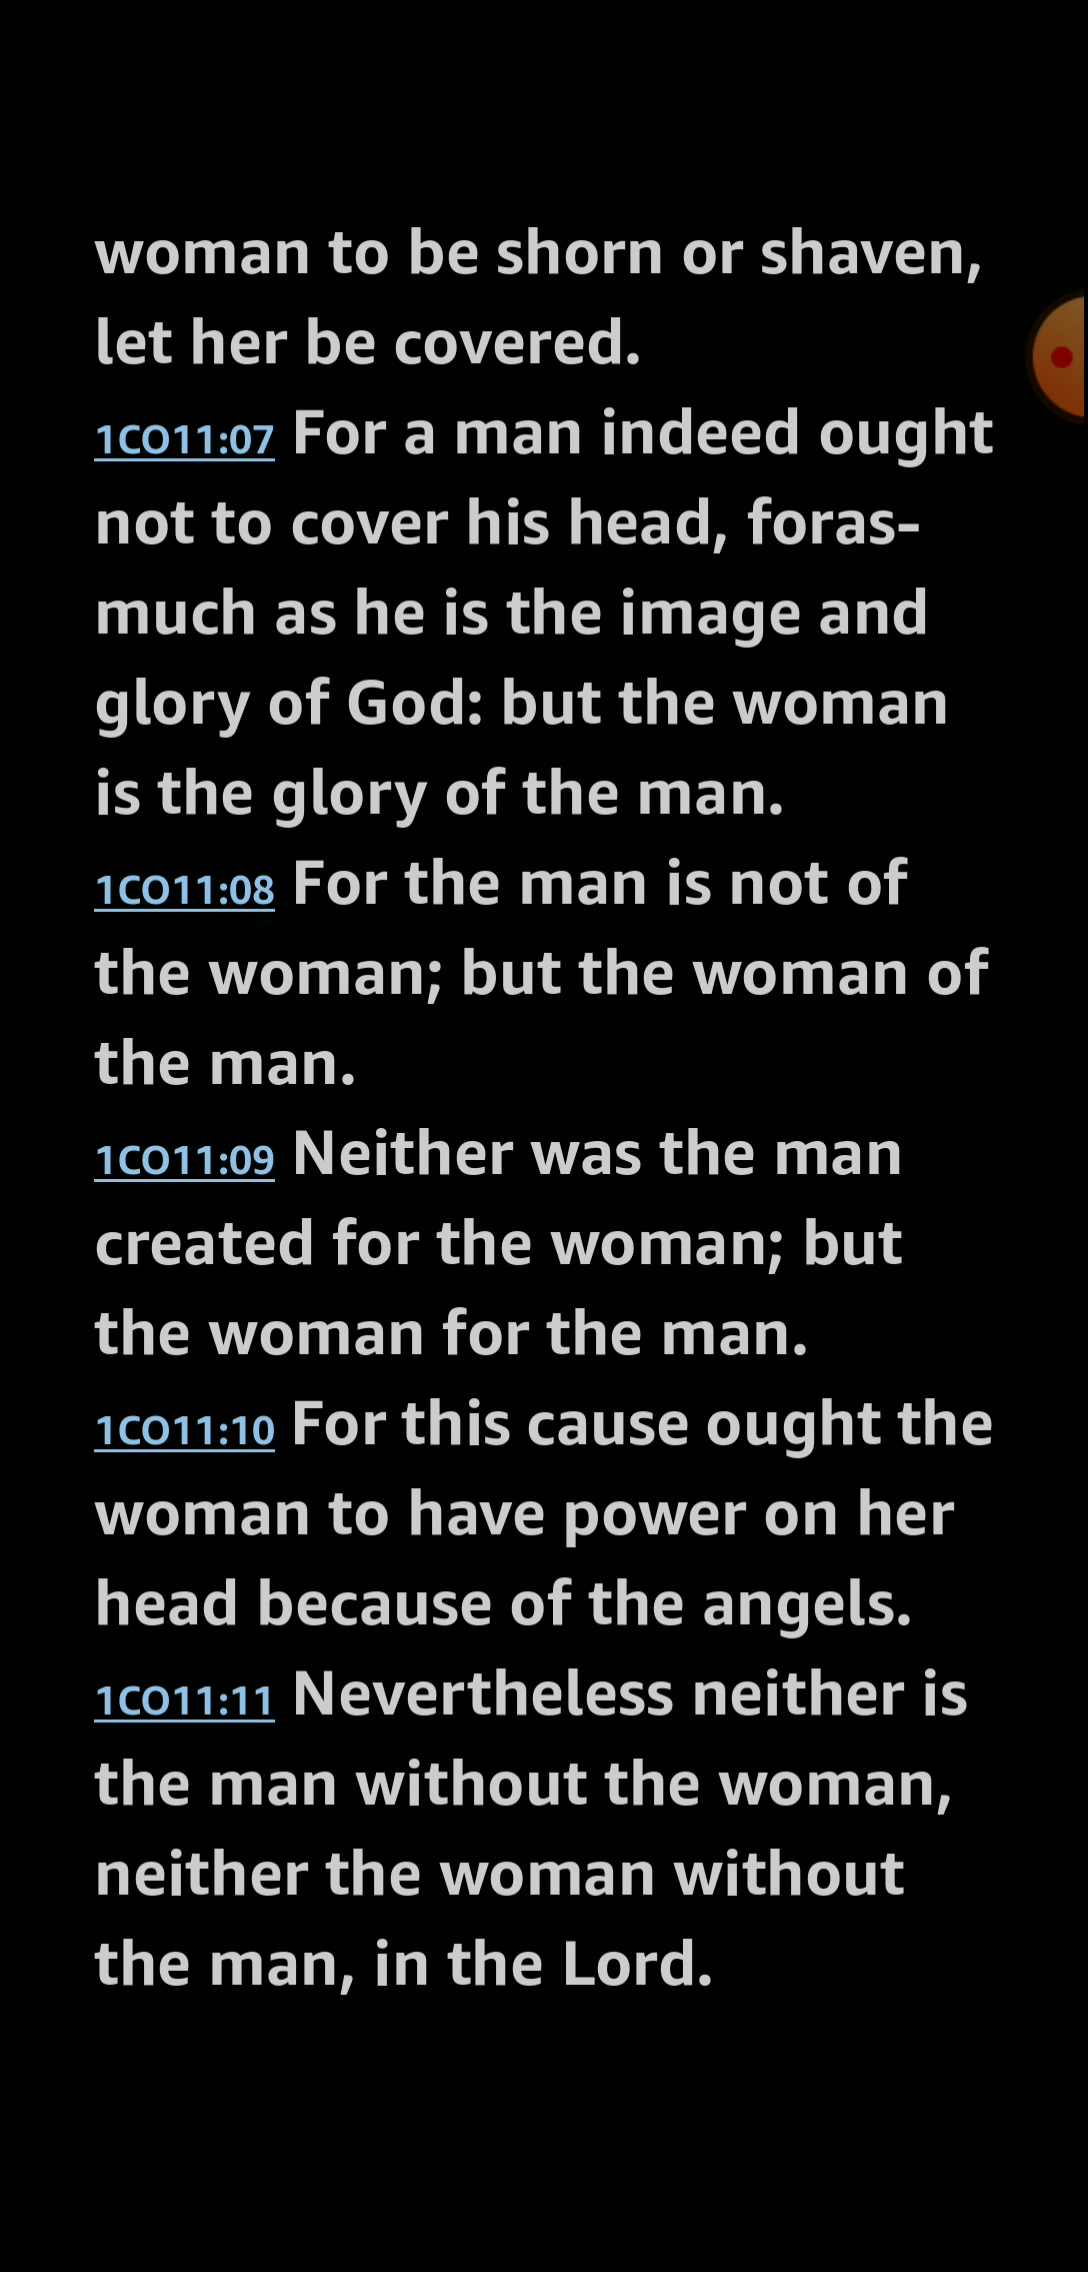 woman to be shorn or shaven,
let her be covered.
1CO11:07 For a man indeed ought
not to cover his head, foras-
much as he is the image and
glory of God: but the woman
is the glory of the man.
1CO11:08 For the man is not of
the woman; but the woman of
the man.
1CO11:09 Neither was the man
created for the woman; but
the woman for the man.
1CO11:10 For this cause ought the
woman to have power on her
head because of the angels.
1CO11:11 Nevertheless neither is
the man without the woman,
neither the woman without
the man, in the Lord.